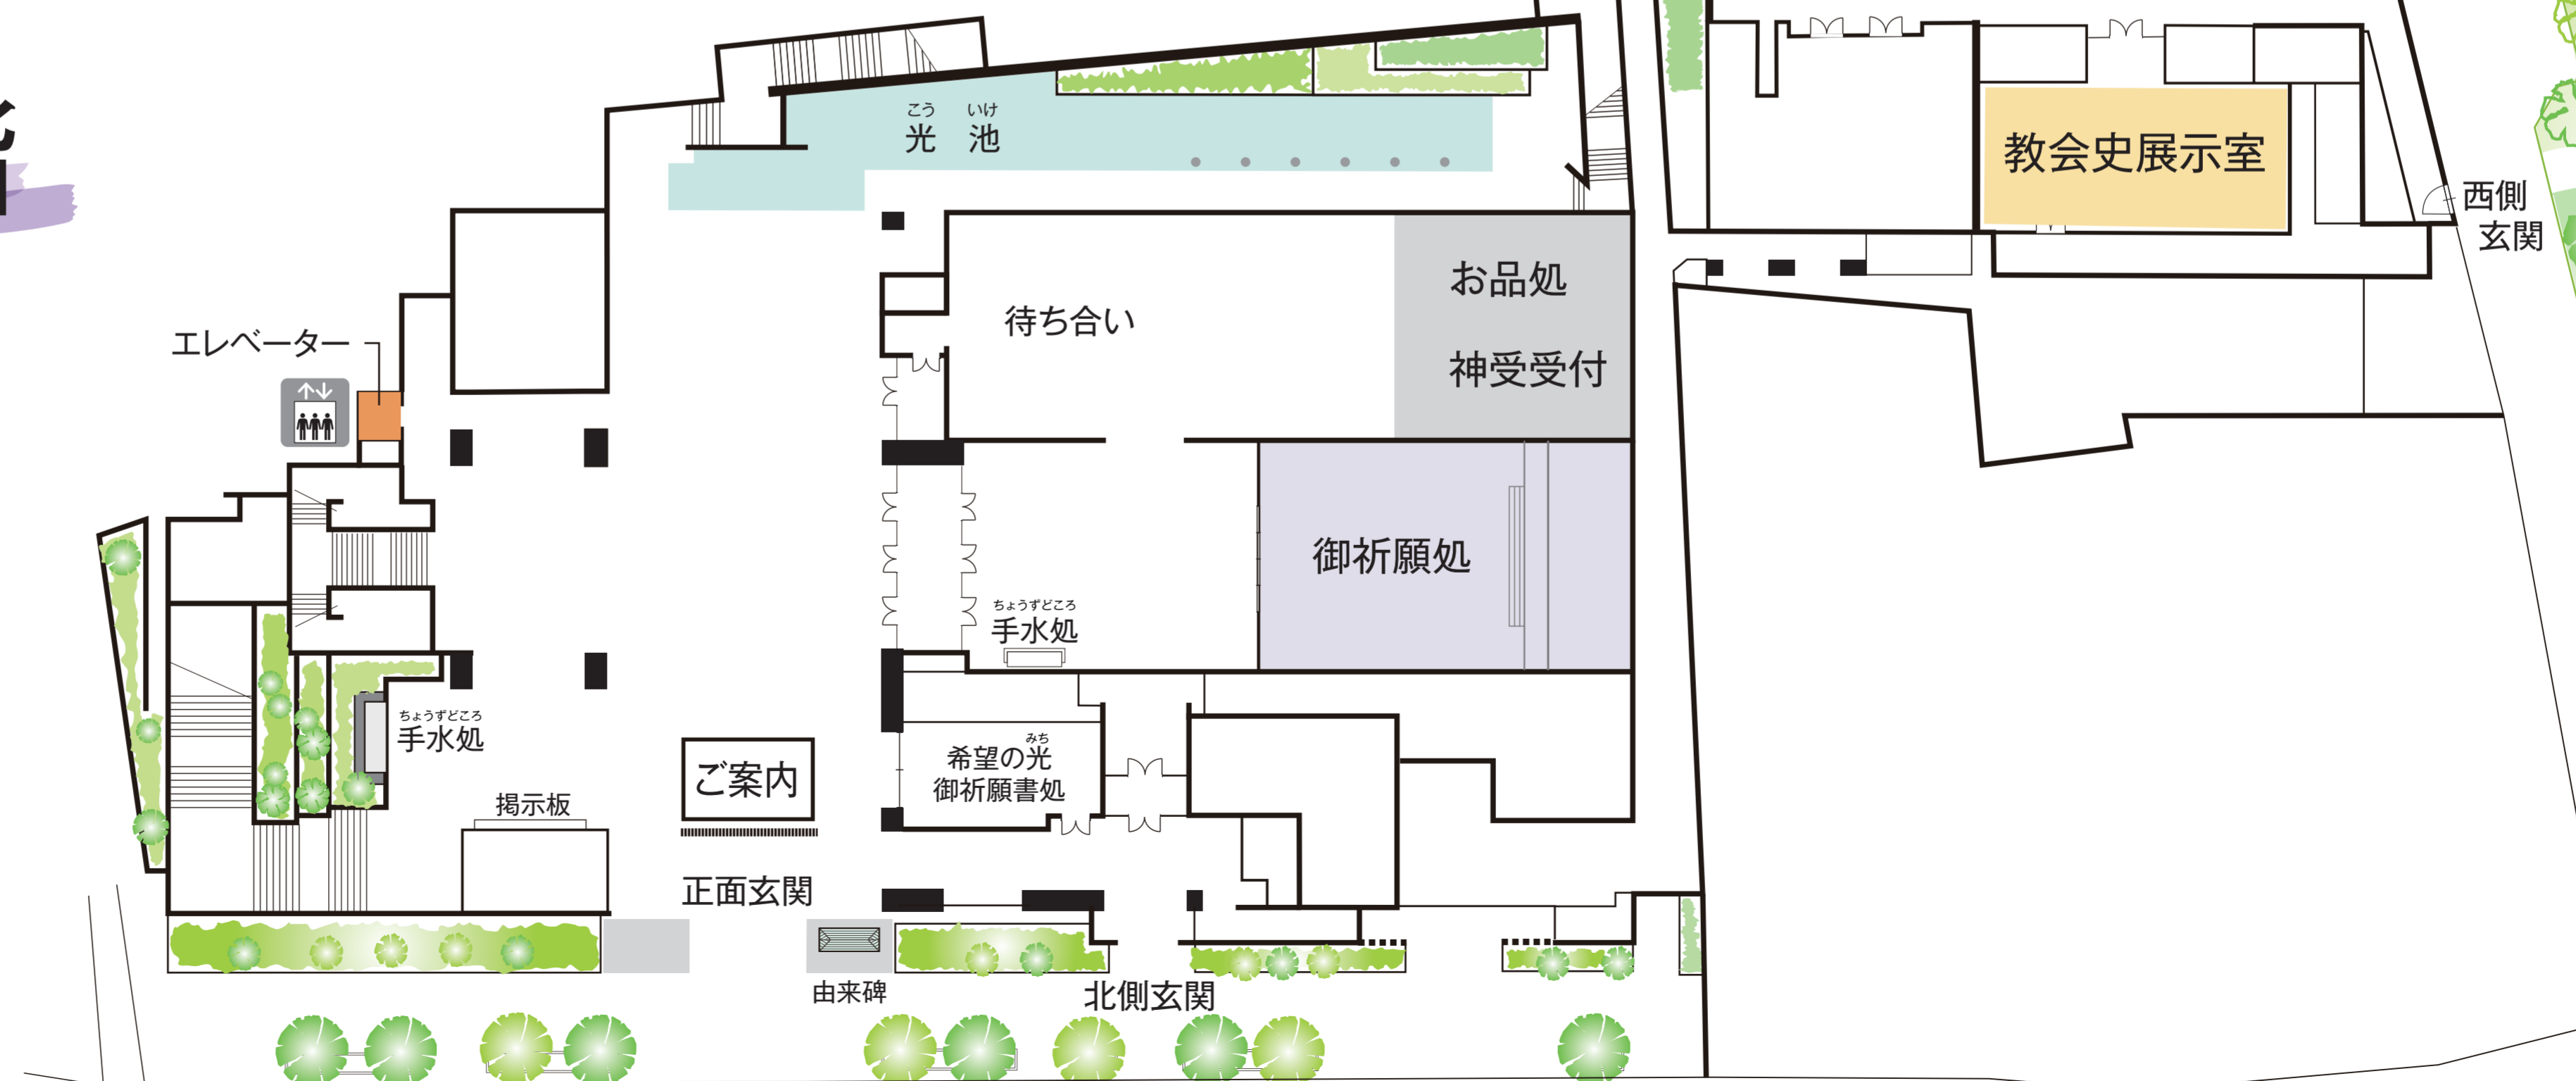 こう いけ
光 池
教会史展示室
西側
玄関
お品処
待ち合い
神受受付
エレベーター
御祈願処
ちょうずどころ
手水処
ちょうずどころ
手水処
みち
希望の光
御祈願書処
ご案内
掲示板
正面玄関
由来碑
北側玄関